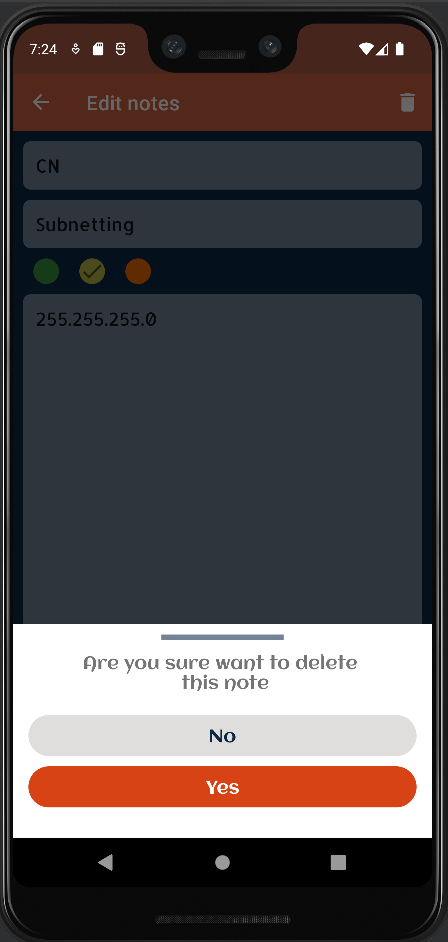 7:24
Edit notes
CN
Subnetting
255.255.255.0
Are you sure want to delete
this note
No
Yes